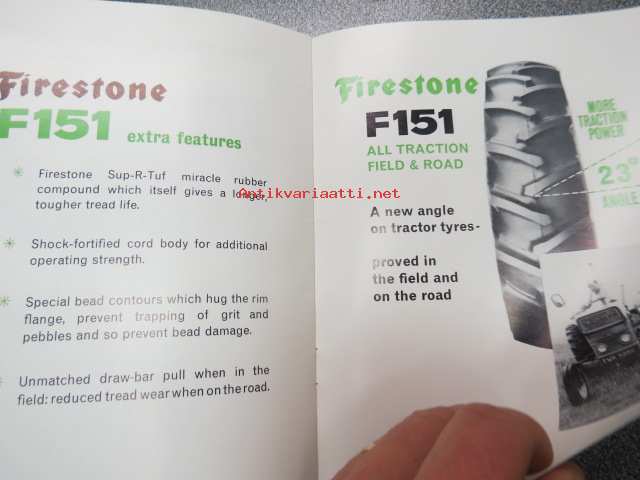 Firestone
F151 extra features
Firestone Sup-R-Tuf miracle rubber
compound which itself gives a longer,
tougher tread life.
Shock-fortified cord body for additional
operating strength.
Special bead contours which hug the rim
flange, prevent trapping of grit and
pebbles and so prevent bead damage.
Unmatched draw-bar pull when in the
field: reduced tread wear when on the road.
Firestone
F151
ALL TRACTION
FIELD & ROAD
A new angle
on tractor tyres-
proved in
the field and
on the road
MORE
TRACTION
POWER
23°
ANGLE
Antikvariaatti.net